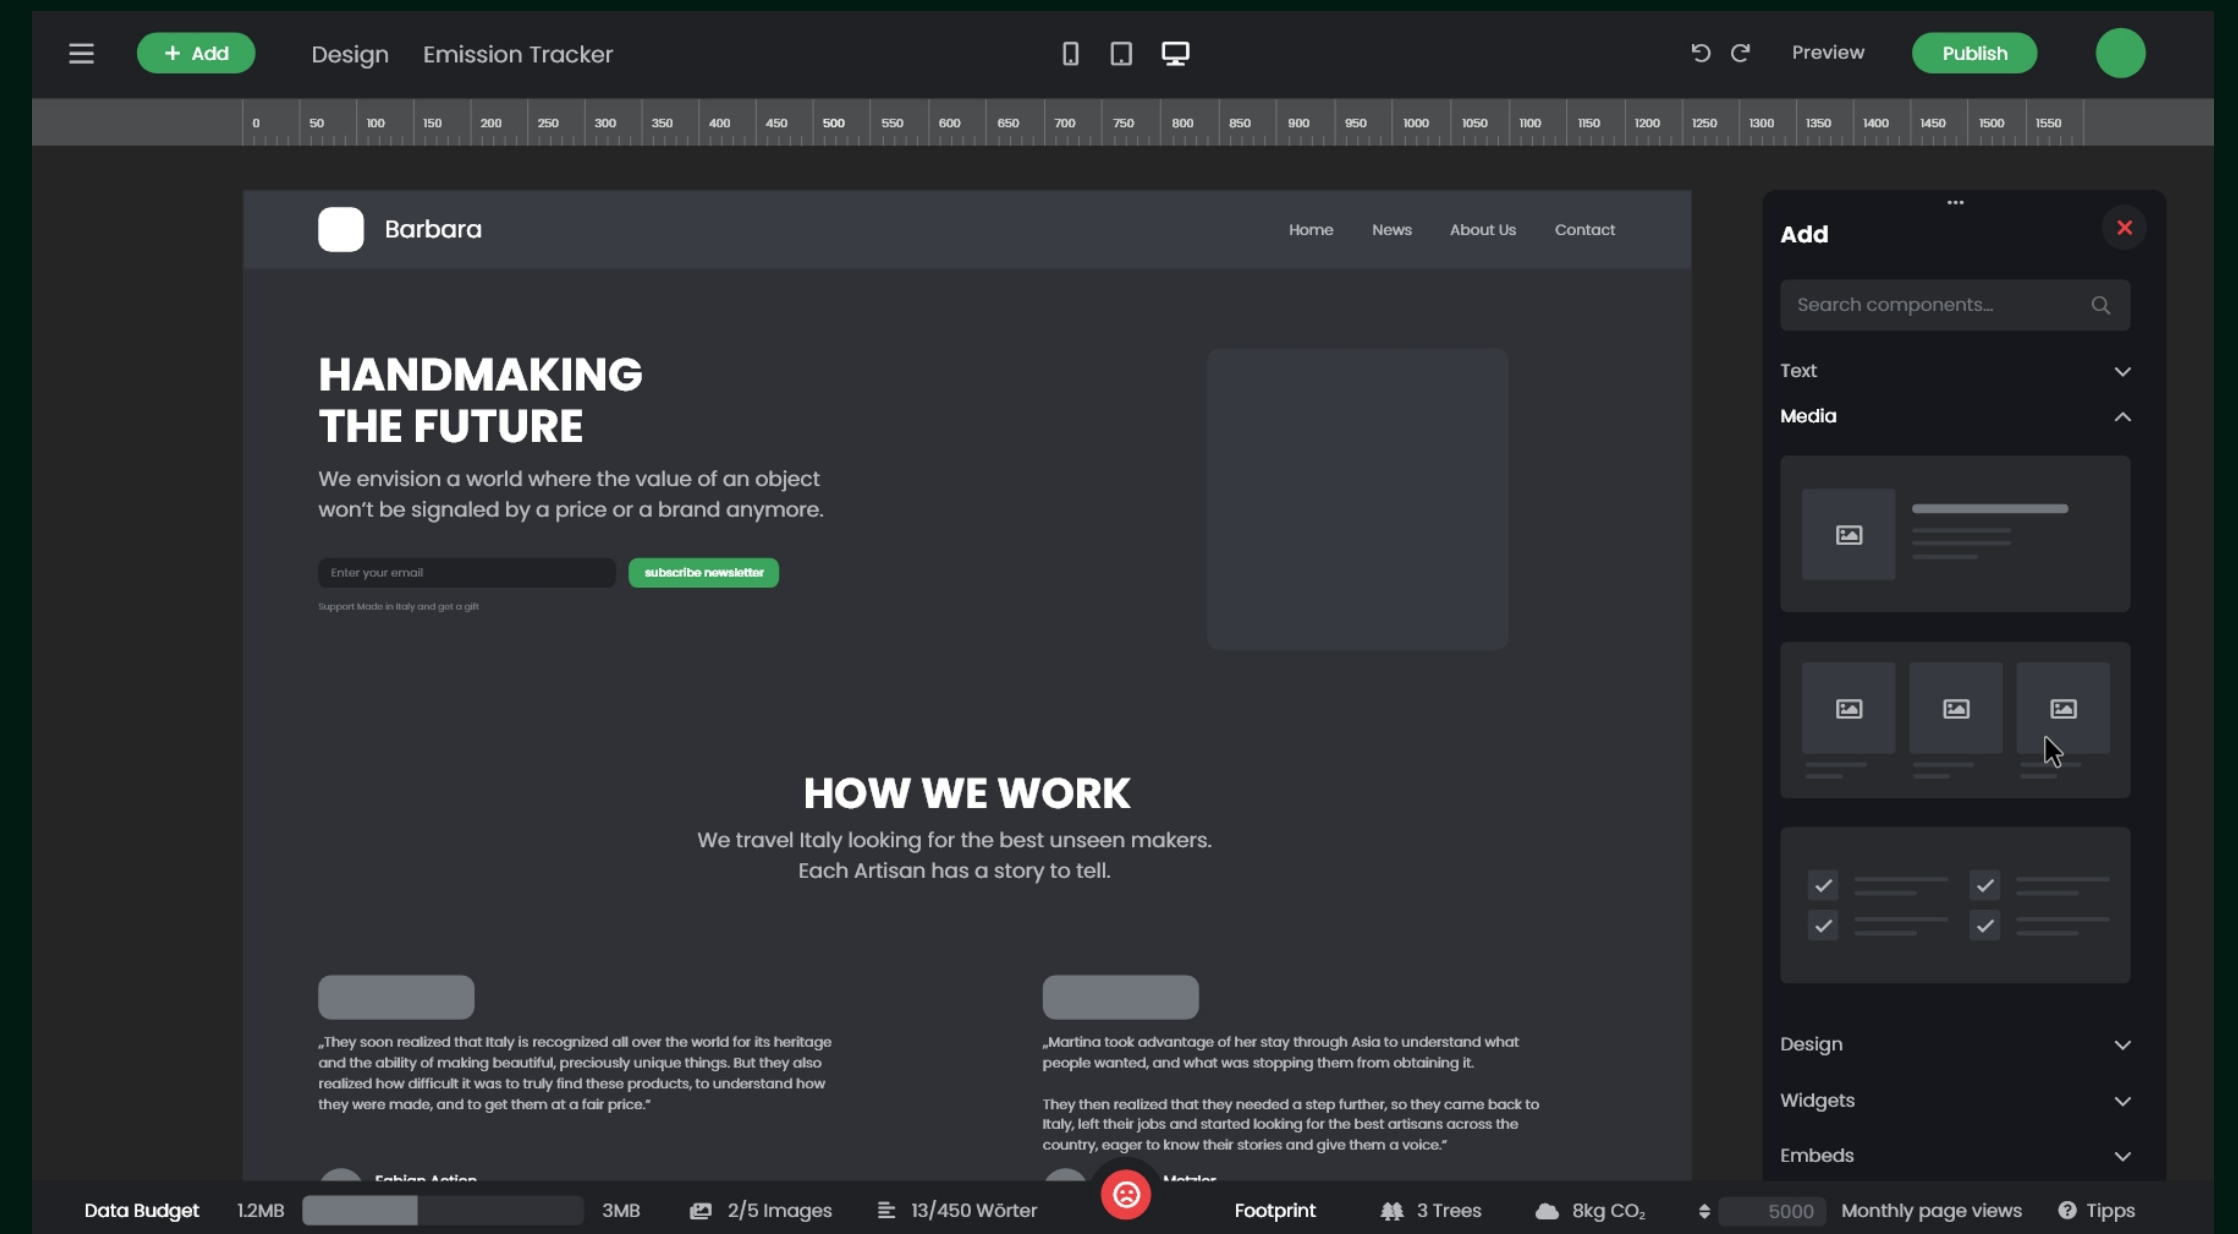 + Add
Design
Emission Tracker
Preview
Publish
0 50 100 150 200 250 300 350 400 450 500 550 600 650 700 750 800 850 900 950 1000 1050 1100 1150 1200 1250 1300 1350 1400 1450 1500 1550
Barbara
Home News About Us Contact
HANDMAKING
THE FUTURE
We envision a world where the value of an object
won't be signaled by a price or a brand anymore.
Enter your email
subscribe newsletter
Support Made in Italy and get a gift
HOW WE WORK
We travel Italy looking for the best unseen makers.
Each Artisan has a story to tell.
„They soon realized that Italy is recognized all over the world for its heritage
and the ability of making beautiful, preciously unique things. But they also
realized how difficult it was to truly find these products, to understand how
they were made, and to get them at a fair price.“
Fabian Action
„Martina took advantage of her stay through Asia to understand what
people wanted, and what was stopping them from obtaining it.
They then realized that they needed a step further, so they came back to
Italy, left their jobs and started looking for the best artisans across the
country, eager to know their stories and give them a voice.“
Metzler
Add
Search components...
Text
Media
Design
Widgets
Embeds
Data Budget 1.2MB 3MB 2/5 Images 13/450 Wörter Footprint 3 Trees 8kg CO₂ 5000 Monthly page views Tipps